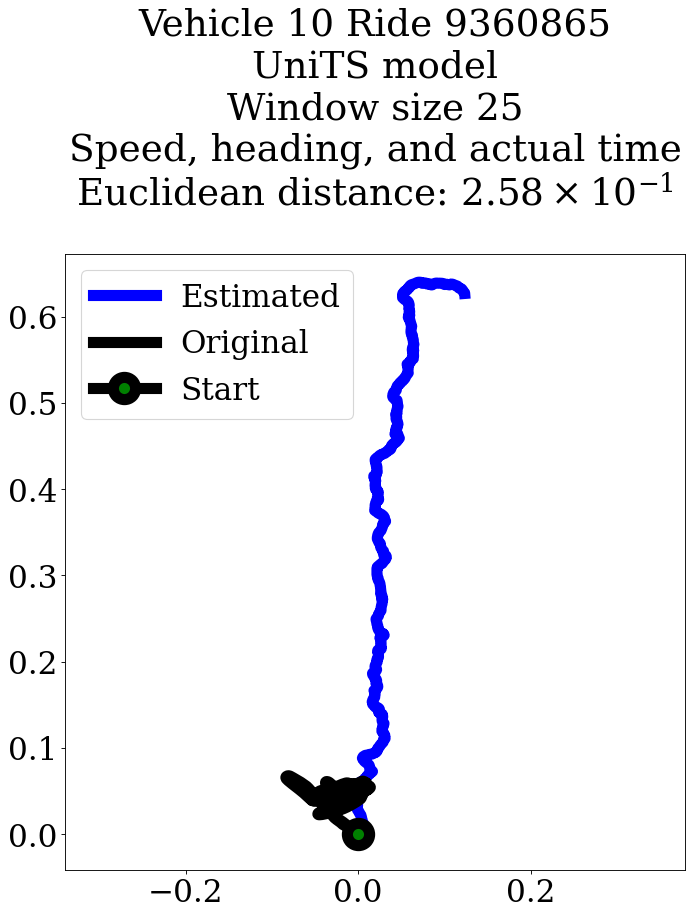 Vehicle 10 Ride 9360865
UniTS model
Window size 25
Speed, heading, and actual time
Euclidean distance: 2.58 × 10⁻¹
Estimated
Original
Start
0.6
0.5
0.4
0.3
0.2
0.1
0.0
−0.2 0.0 0.2